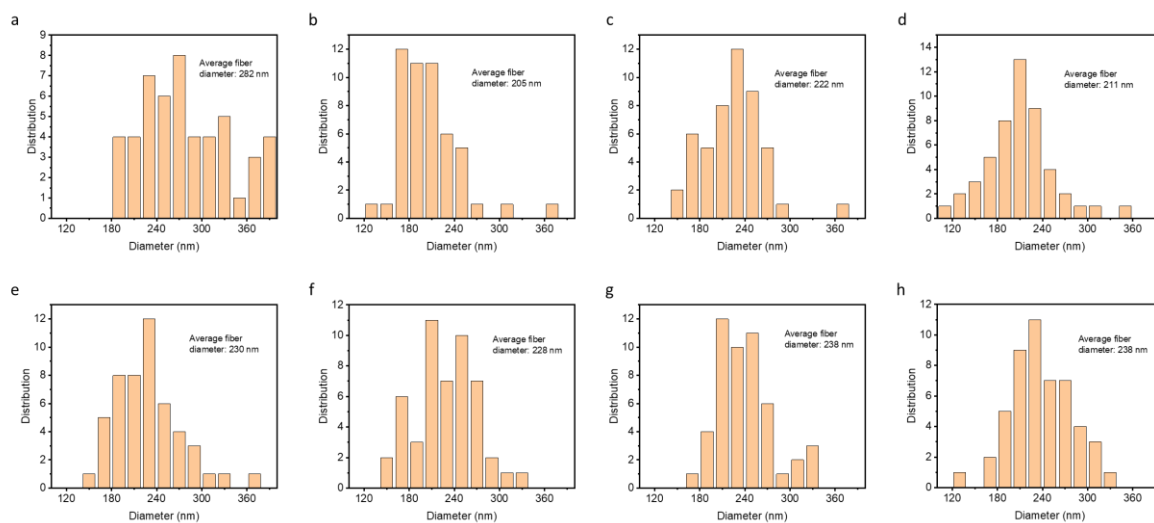 a
b
c
d
9
8
7
6
5
4
3
2
1
0
Distribution
Average fiber
diameter: 282 nm
120 180 240 300 360
Diameter (nm)
12
10
8
6
4
2
0
Distribution
Average fiber
diameter: 205 nm
120 180 240 300 360
Diameter (nm)
12
10
8
6
4
2
0
Distribution
Average fiber
diameter: 222 nm
120 180 240 300 360
Diameter (nm)
14
12
10
8
6
4
2
0
Distribution
Average fiber
diameter: 211 nm
120 180 240 300 360
Diameter (nm)
e
f
g
h
12
10
8
6
4
2
0
Distribution
Average fiber
diameter: 230 nm
120 180 240 300 360
Diameter (nm)
12
10
8
6
4
2
0
Distribution
Average fiber
diameter: 228 nm
120 180 240 300 360
Diameter (nm)
12
10
8
6
4
2
0
Distribution
Average fiber
diameter: 238 nm
120 180 240 300 360
Diameter (nm)
12
10
8
6
4
2
0
Distribution
Average fiber
diameter: 238 nm
120 180 240 300 360
Diameter (nm)